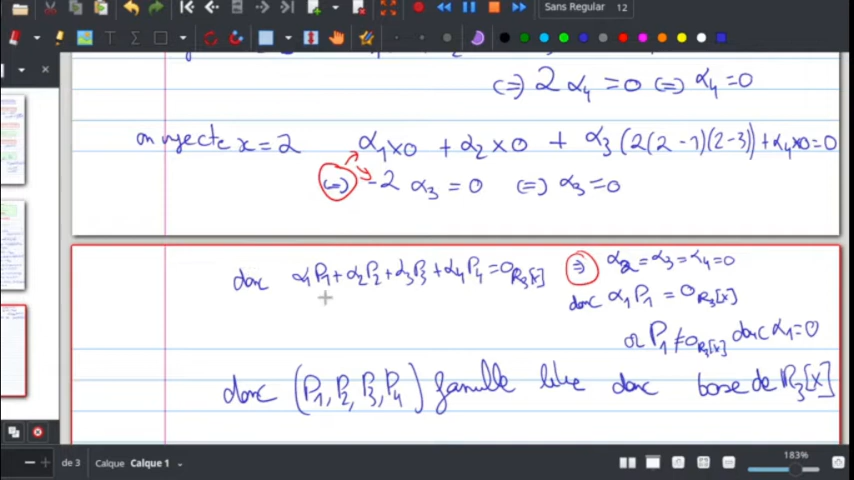 Sans Regular 12
(=) 2 α₄ = 0 (=) α₄ = 0
on injecte x = 2 α₁×0 + α₂×0 + α₃(2(2-1)(2-3)) + α₄×0 = 0
(=) -2 α₃ = 0 (=) α₃ = 0
donc α₁P₁ + α₂P₂ + α₃P₃ + α₄P₄ = 0ℝ₃[x] ⇒ α₂ = α₃ = α₄ = 0
donc α₁P₁ = 0ℝ₃[x]
or P₁ ≠ 0ℝ₃[x] donc α₁ = 0
donc (P₁, P₂, P₃, P₄) famille libre donc base de ℝ₃[x]
de 3 Calque Calque 1 183%